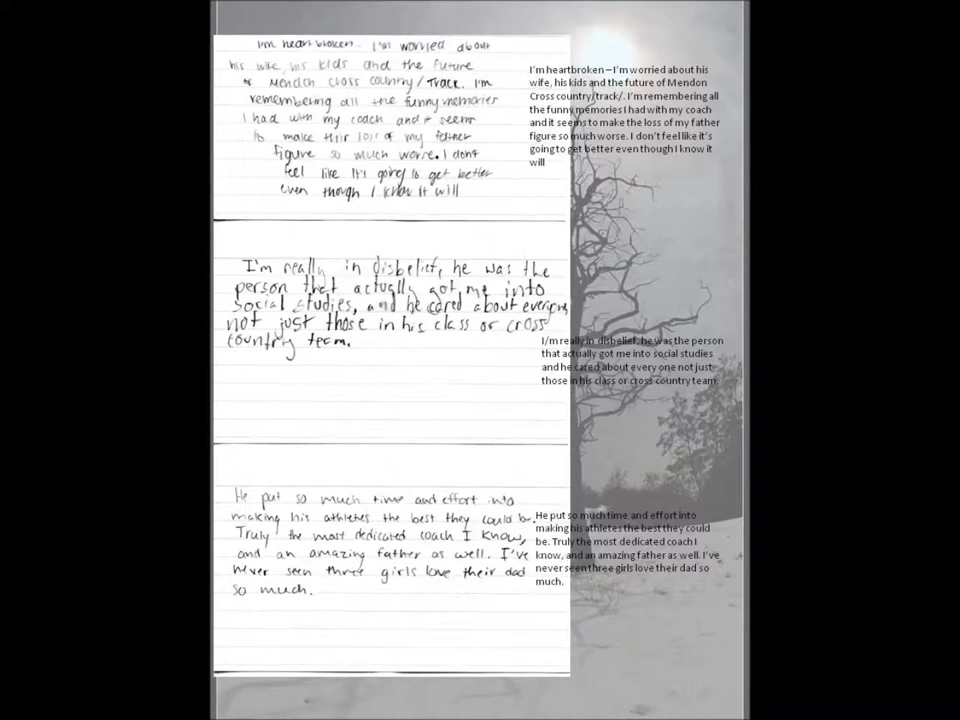 I'm heartbroken - I'm worried about
his wife, his kids and the future
of Mendon Cross country/Track. I'm
remembering all the funny memories
I had with my coach and it seems
to make this loss of my father
figure so much worse. I don't
feel like it's going to get better
even though I know it will
I'm heartbroken—I'm worried about his
wife, his kids and the future of Mendon
Cross country/track/. I'm remembering all
the funny memories I had with my coach
and it seems to make the loss of my father
figure so much worse. I don't feel like it's
going to get better even though I know it
will
I'm really in disbelief, he was the
person that actually got me into
social studies, and he cared about everyone
not just those in his class or cross
country team.
I/m really in disbelief, he was the person
that actually got me into social studies
and he cared about every one not just
those in his class or cross country team
He put so much time and effort into
making his athletes the best they could be.
Truly the most dedicated coach I know,
and an amazing father as well. I've
never seen three girls love their dad
so much.
He put so much time and effort into
making his athletes the best they could
be. Truly the most dedicated coach I
know, and an amazing father as well. I've
never seen three girls love their dad so
much.